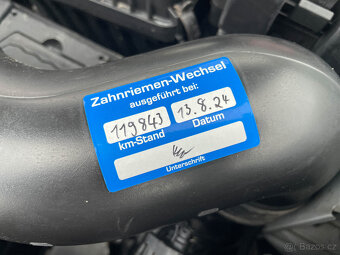 Zahnriemen-Wechsel
ausgeführt bei:
119843 13.8.24
km-Stand Datum
Unterschrift
©Bazos.cz